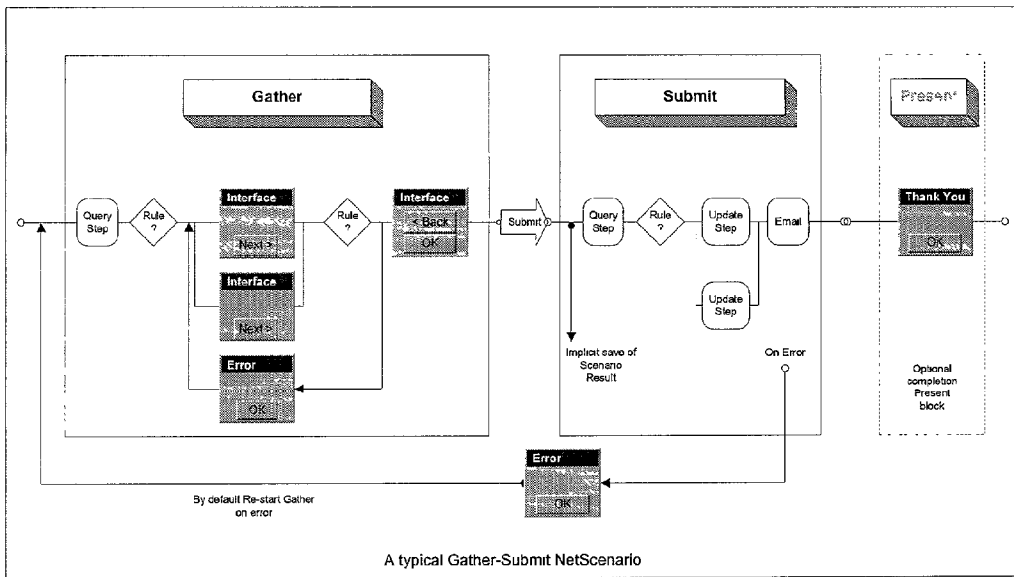 Gather
Submit
Present
Query
Step
Rule
?
Interface
Next >
Interface
Next >
Error
OK
Rule
?
Interface
< Back
OK
Submit
Query
Step
Rule
?
Update
Step
Update
Step
Email
Thank You
OK
Implicit save of
Scenario
Result
On Error
Optional
completion
Present
block
Error
OK
By default Re-start Gather
on error
A typical Gather-Submit NetScenario